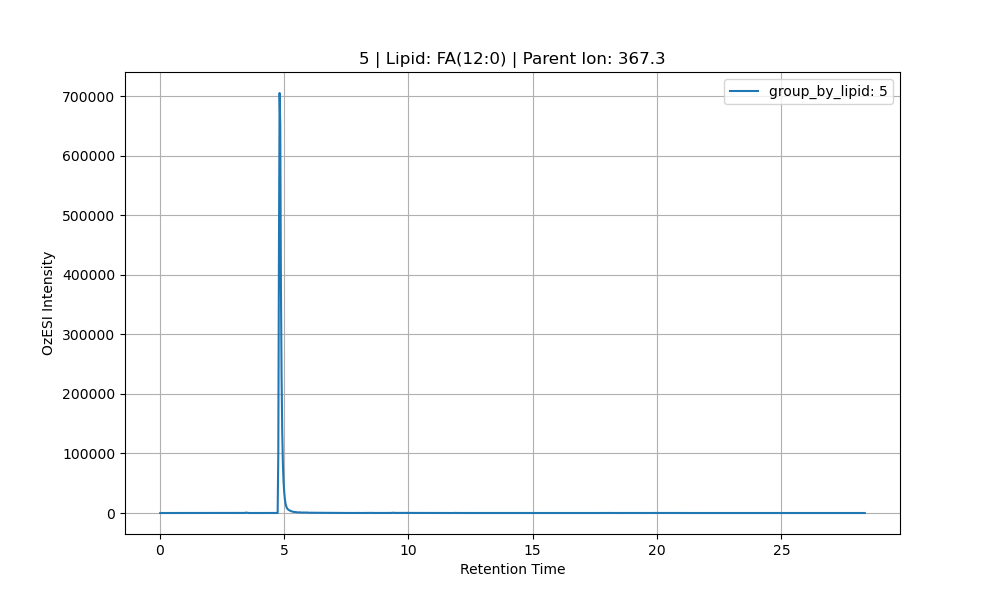 5 | Lipid: FA(12:0) | Parent Ion: 367.3
group_by_lipid: 5
OzESI Intensity
700000
600000
500000
400000
300000
200000
100000
0
0 5 10 15 20 25
Retention Time